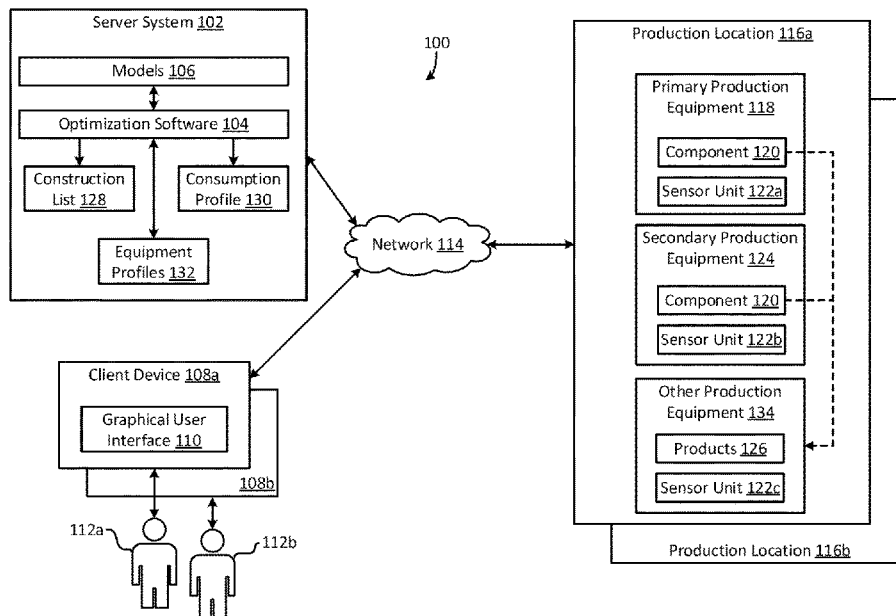 Server System 102
Models 106
Optimization Software 104
Construction
List 128
Consumption
Profile 130
Equipment
Profiles 132
100
Network 114
Client Device 108a
Graphical User
Interface 110
108b
112a
112b
Production Location 116a
Primary Production
Equipment 118
Component 120
Sensor Unit 122a
Secondary Production
Equipment 124
Component 120
Sensor Unit 122b
Other Production
Equipment 134
Products 126
Sensor Unit 122c
Production Location 116b